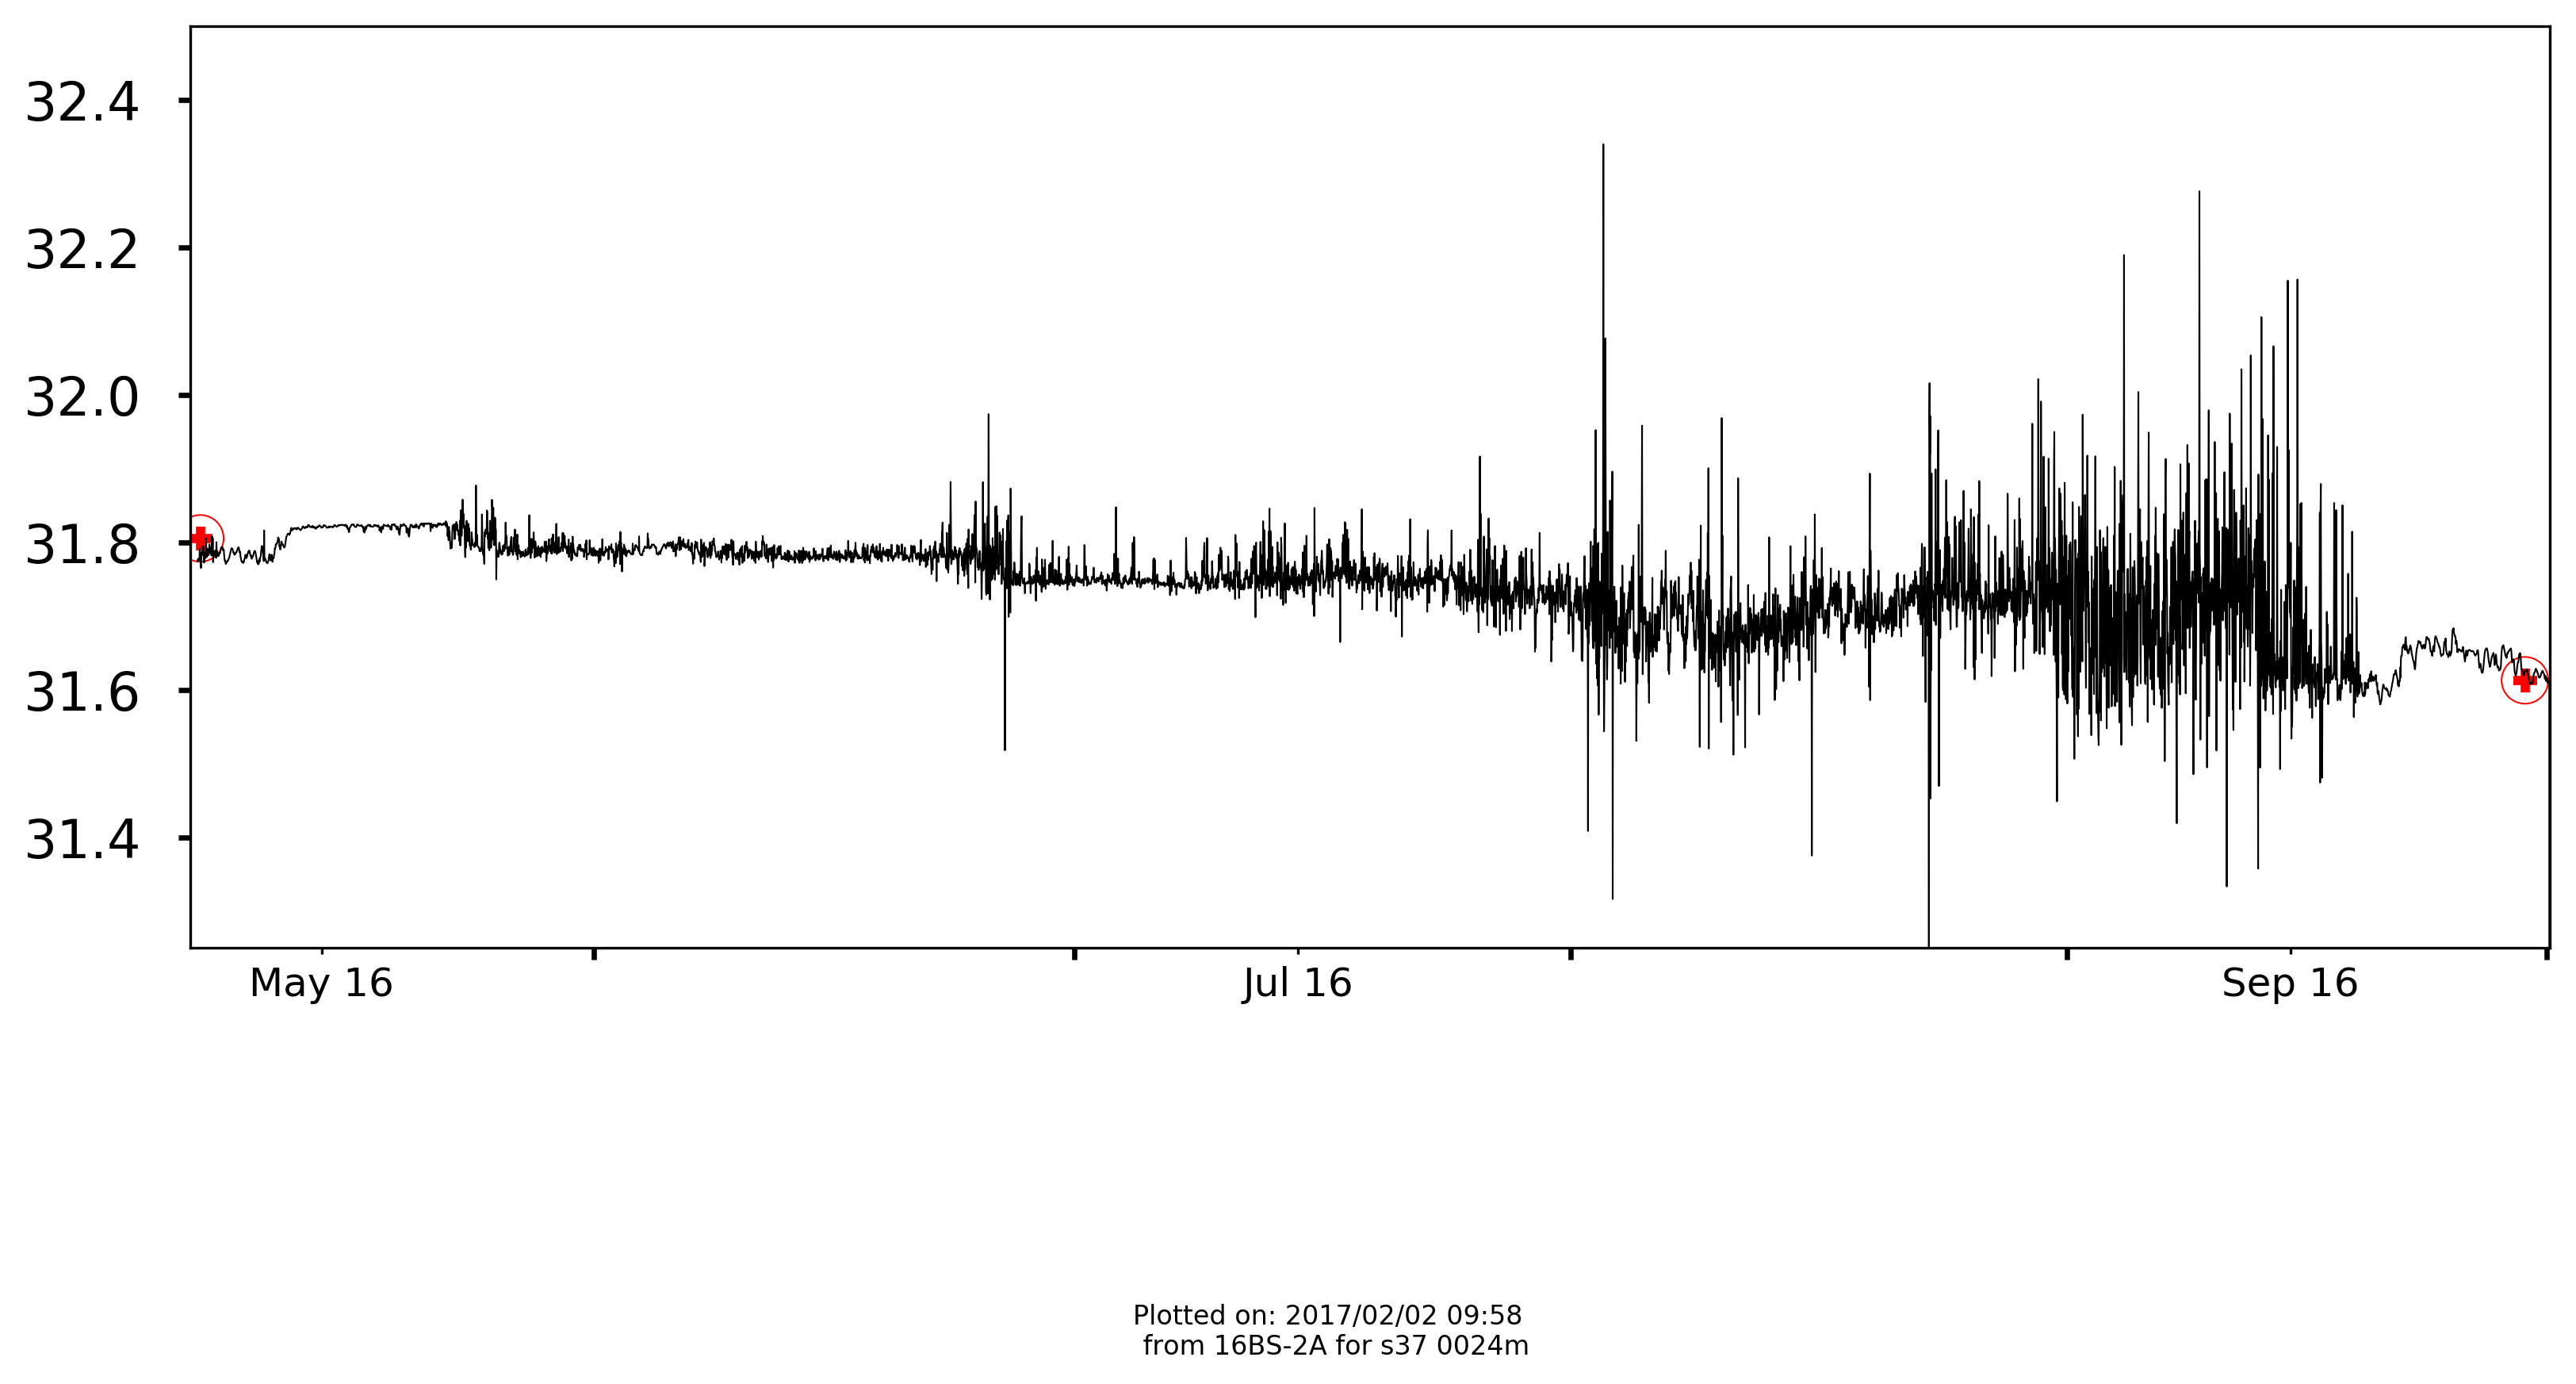 32.4
32.2
32.0
31.8
31.6
31.4
May 16
Jul 16
Sep 16
Plotted on: 2017/02/02 09:58
from 16BS-2A for s37 0024m